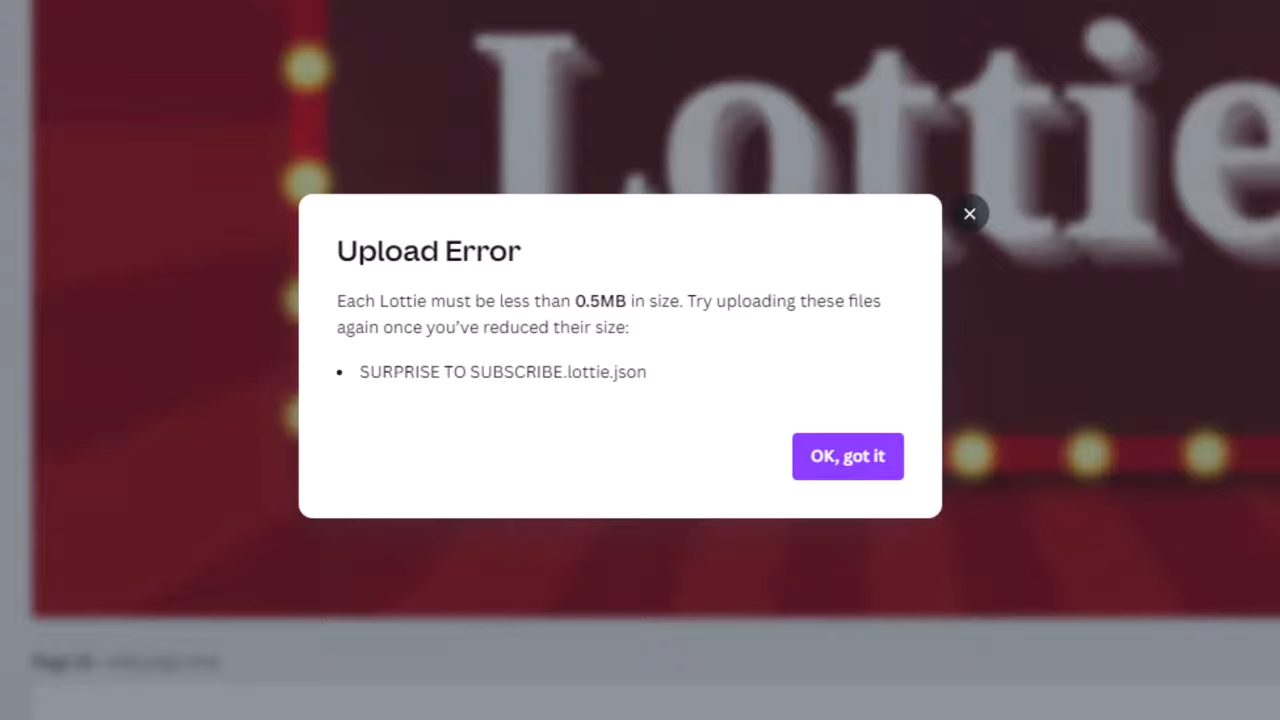 Lottie
Upload Error
Each Lottie must be less than 0.5MB in size. Try uploading these files
again once you’ve reduced their size:
• SURPRISE TO SUBSCRIBE.lottie.json
OK, got it